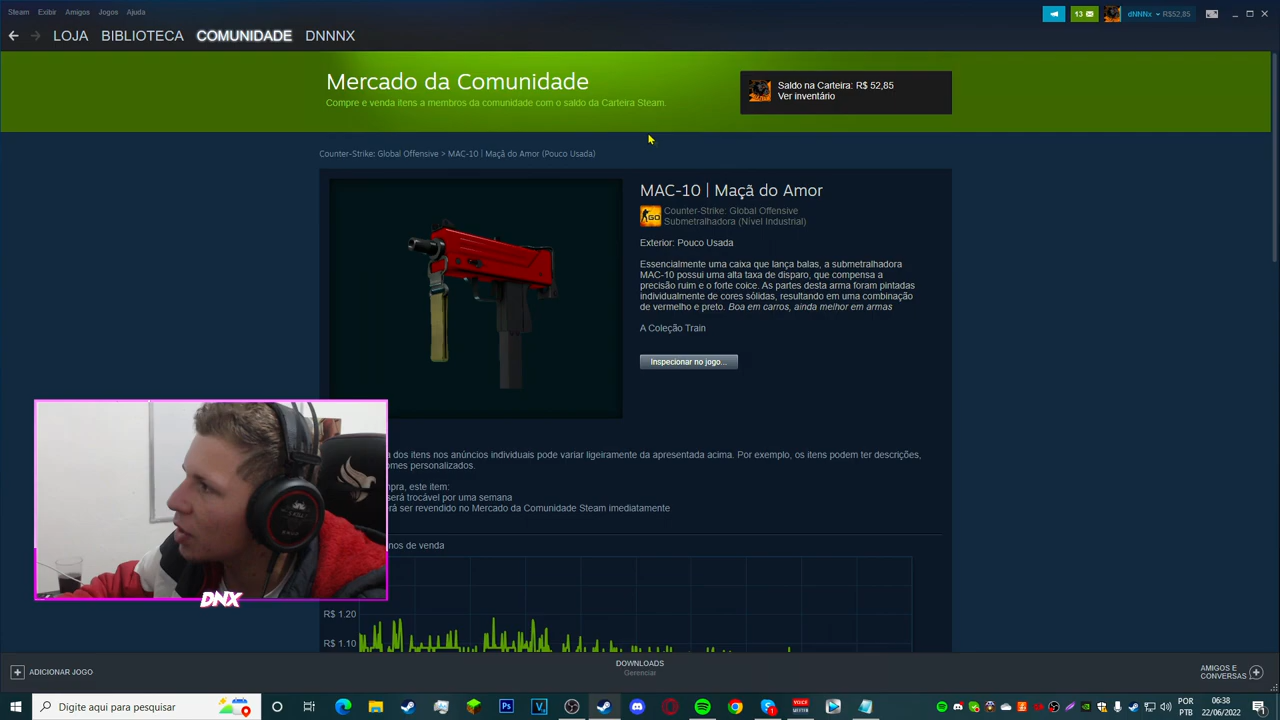 Steam Exibir Amigos Jogos Ajuda
13 dNNNx R$52,85
LOJA BIBLIOTECA COMUNIDADE DNNNX
Mercado da Comunidade
Compre e venda itens a membros da comunidade com o saldo da Carteira Steam.
Saldo na Carteira: R$ 52,85
Ver inventário
Counter-Strike: Global Offensive > MAC-10 | Maçã do Amor (Pouco Usada)
MAC-10 | Maçã do Amor
GO
Counter-Strike: Global Offensive
Submetralhadora (Nível Industrial)
Exterior: Pouco Usada
Essencialmente uma caixa que lança balas, a submetralhadora
MAC-10 possui uma alta taxa de disparo, que compensa a
precisão ruim e o forte coice. As partes desta arma foram pintadas
individualmente de cores sólidas, resultando em uma combinação
de vermelho e preto. Boa em carros, ainda melhor em armas
A Coleção Train
Inspecionar no jogo...
a dos itens nos anúncios individuais pode variar ligeiramente da apresentada acima. Por exemplo, os itens podem ter descrições,
omes personalizados.
mpra, este item:
será trocável por uma semana
rá ser revendido no Mercado da Comunidade Steam imediatamente
nos de venda
R$ 1.20
R$ 1.10
DNX
ADICIONAR JOGO
DOWNLOADS
Gerenciar
AMIGOS E
CONVERSAS
Digite aqui para pesquisar
Ps
V
VOICE
MEETER
POR
PTB
06:38
22/06/2022